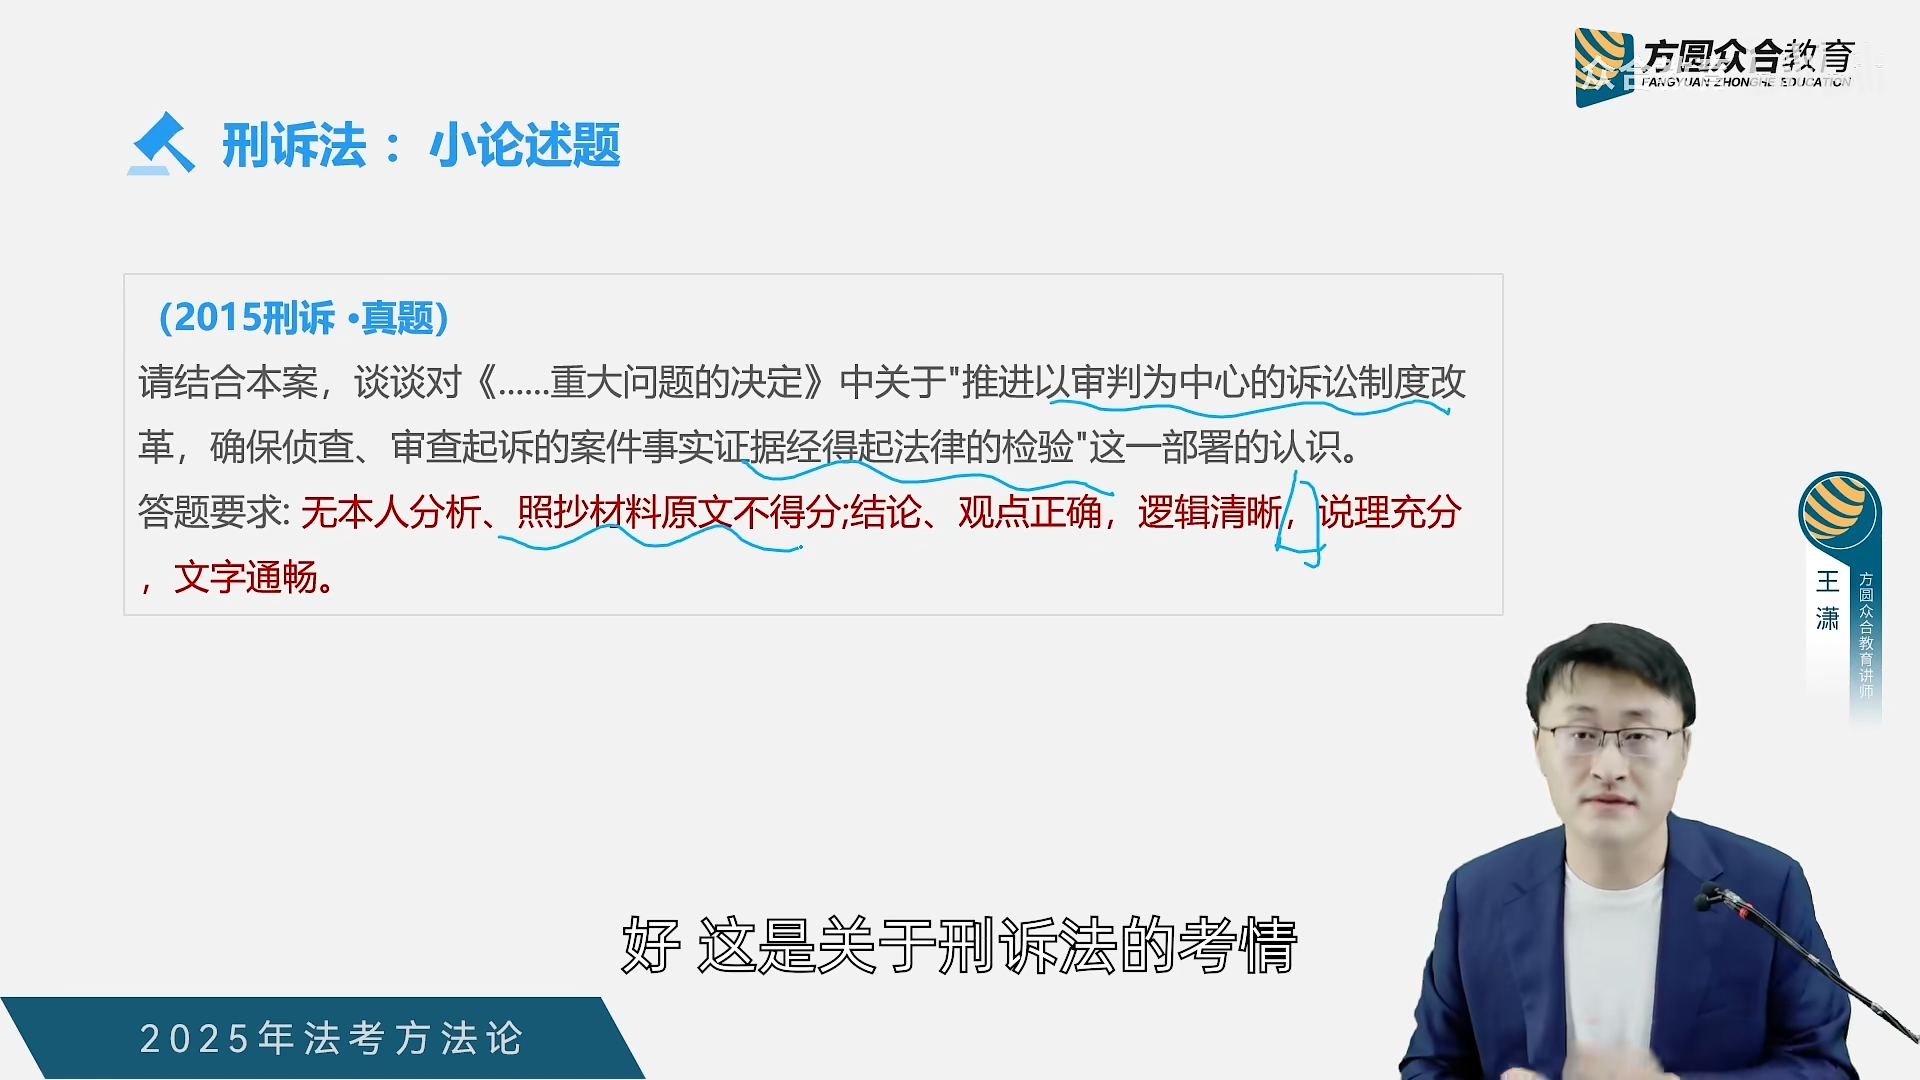 方圆众合教育
FANGYUAN ZHONGHE EDUCATION
刑诉法：小论述题
（2015刑诉·真题）
请结合本案，谈谈对《......重大问题的决定》中关于"推进以审判为中心的诉讼制度改
革，确保侦查、审查起诉的案件事实证据经得起法律的检验"这一部署的认识。
答题要求: 无本人分析、照抄材料原文不得分;结论、观点正确，逻辑清晰，说理充分
，文字通畅。
王潇
方圆众合教育讲师
好 这是关于刑诉法的考情
2025年法考方法论